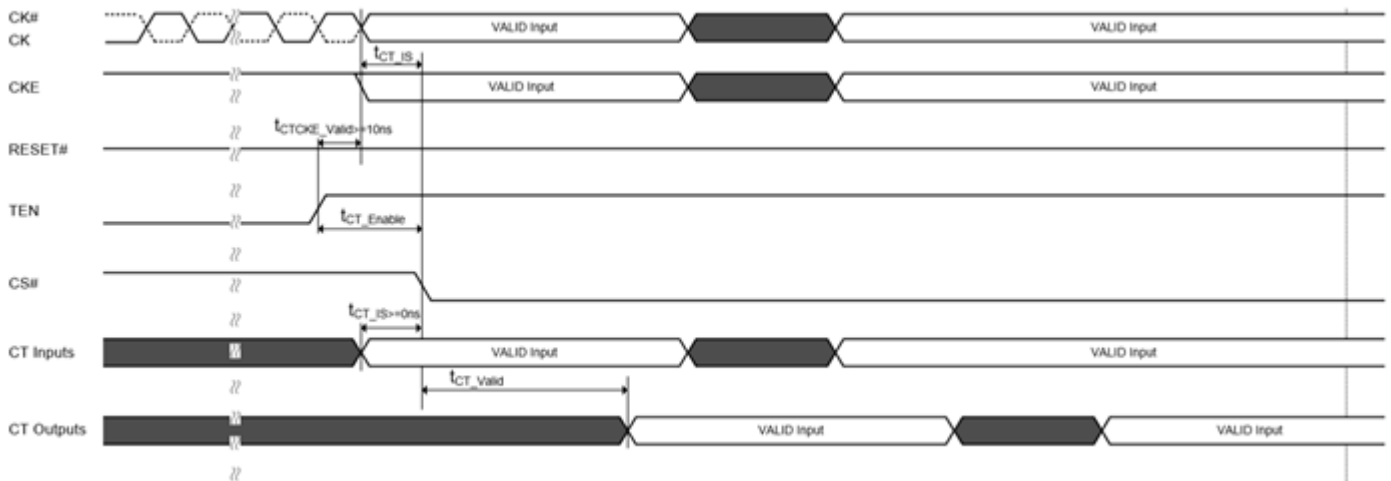 CK#
CK
VALID Input
VALID Input
tCT_IS
CKE
VALID Input
VALID Input
tCTCKE_Valid>=10ns
RESET#
TEN
tCT_Enable
CS#
tCT_IS>=0ns
CT Inputs
VALID Input
VALID Input
tCT_Valid
CT Outputs
VALID Input
VALID Input